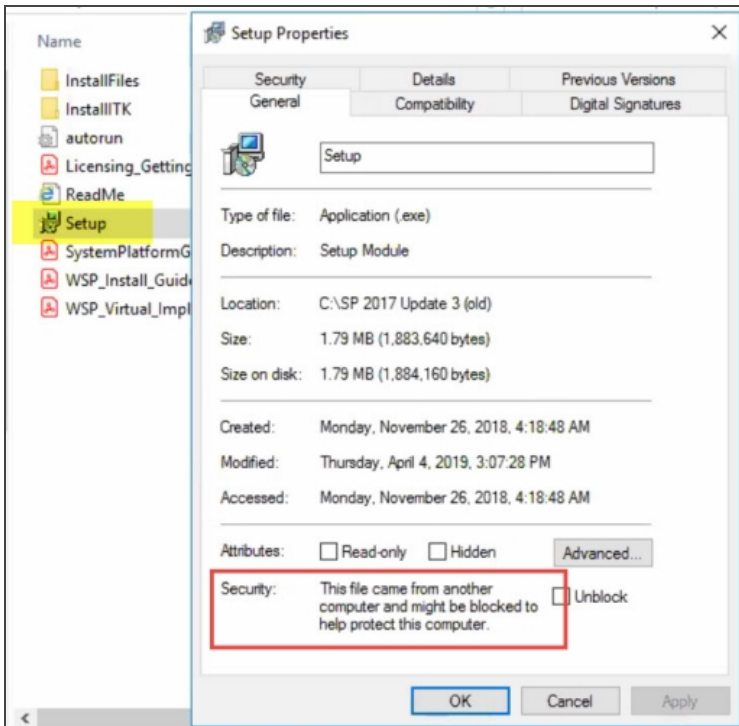 Name
InstallFiles
InstallITK
autorun
Licensing_Getting
ReadMe
Setup
SystemPlatformG
WSP_Install_Guid
WSP_Virtual_Impl
Setup Properties
Security Details Previous Versions
General Compatibility Digital Signatures
Setup
Type of file: Application (.exe)
Description: Setup Module
Location: C:\SP 2017 Update 3 (old)
Size: 1.79 MB (1,883,640 bytes)
Size on disk: 1.79 MB (1,884,160 bytes)
Created: Monday, November 26, 2018, 4:18:48 AM
Modified: Thursday, April 4, 2019, 3:07:28 PM
Accessed: Monday, November 26, 2018, 4:18:48 AM
Attributes: Read-only Hidden Advanced...
Security: This file came from another
computer and might be blocked to
help protect this computer.
Unblock
OK Cancel Apply